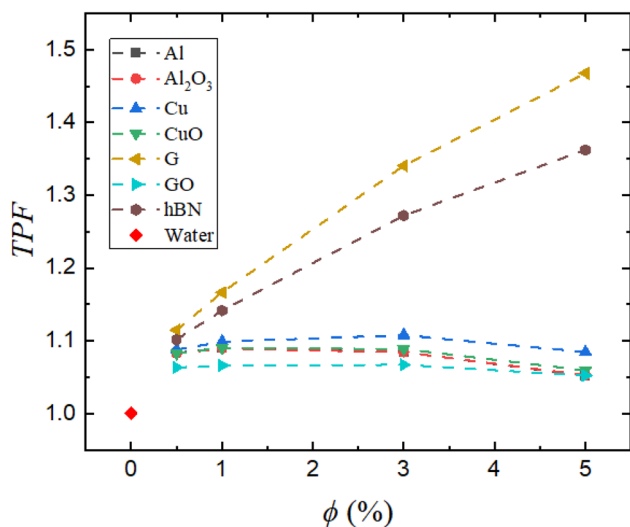 1.5
1.4
1.3
1.2
1.1
1.0
TPF
Al
Al₂O₃
Cu
CuO
G
GO
hBN
Water
0 1 2 3 4 5
ϕ (%)